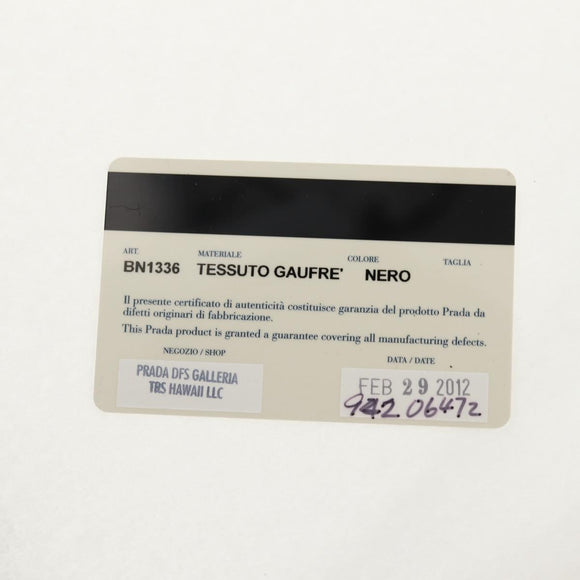 ART. MATERIALE COLORE TAGLIA
BN1336 TESSUTO GAUFRE' NERO
Il presente certificato di autenticità costituisce garanzia del prodotto Prada da
difetti originari di fabbricazione.
This Prada product is granted a guarantee covering all manufacturing defects.
NEGOZIO / SHOP DATA / DATE
PRADA DFS GALLERIA
TRS HAWAII LLC
FEB 29 2012
942 06472